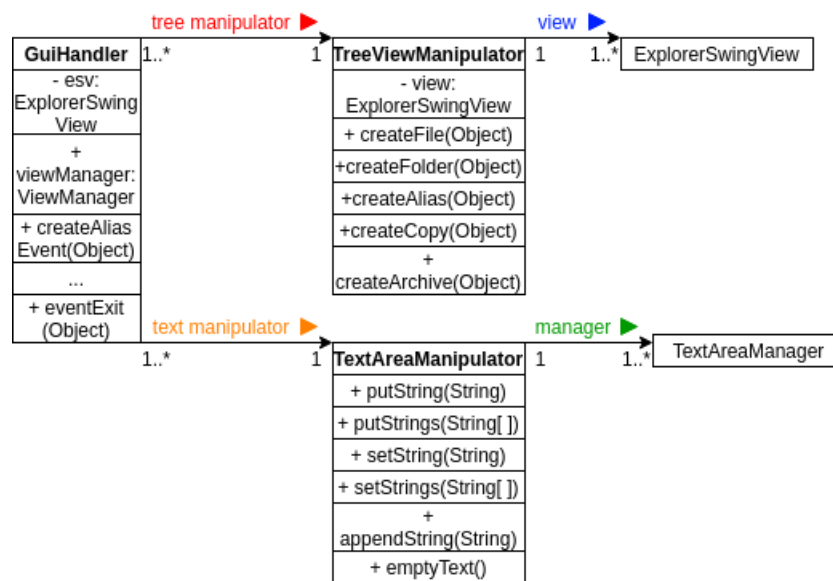 tree manipulator
view
GuiHandler
1..*
1
TreeViewManipulator
1
1..*
ExplorerSwingView
- esv:
ExplorerSwing
View
+
viewManager:
ViewManager
+ createAlias
Event(Object)
...
+ eventExit
(Object)
- view:
ExplorerSwingView
+ createFile(Object)
+createFolder(Object)
+createAlias(Object)
+createCopy(Object)
+
createArchive(Object)
text manipulator
manager
1..*
1
TextAreaManipulator
1
1..*
TextAreaManager
+ putString(String)
+ putStrings(String[ ])
+ setString(String)
+ setStrings(String[ ])
+
appendString(String)
+ emptyText()